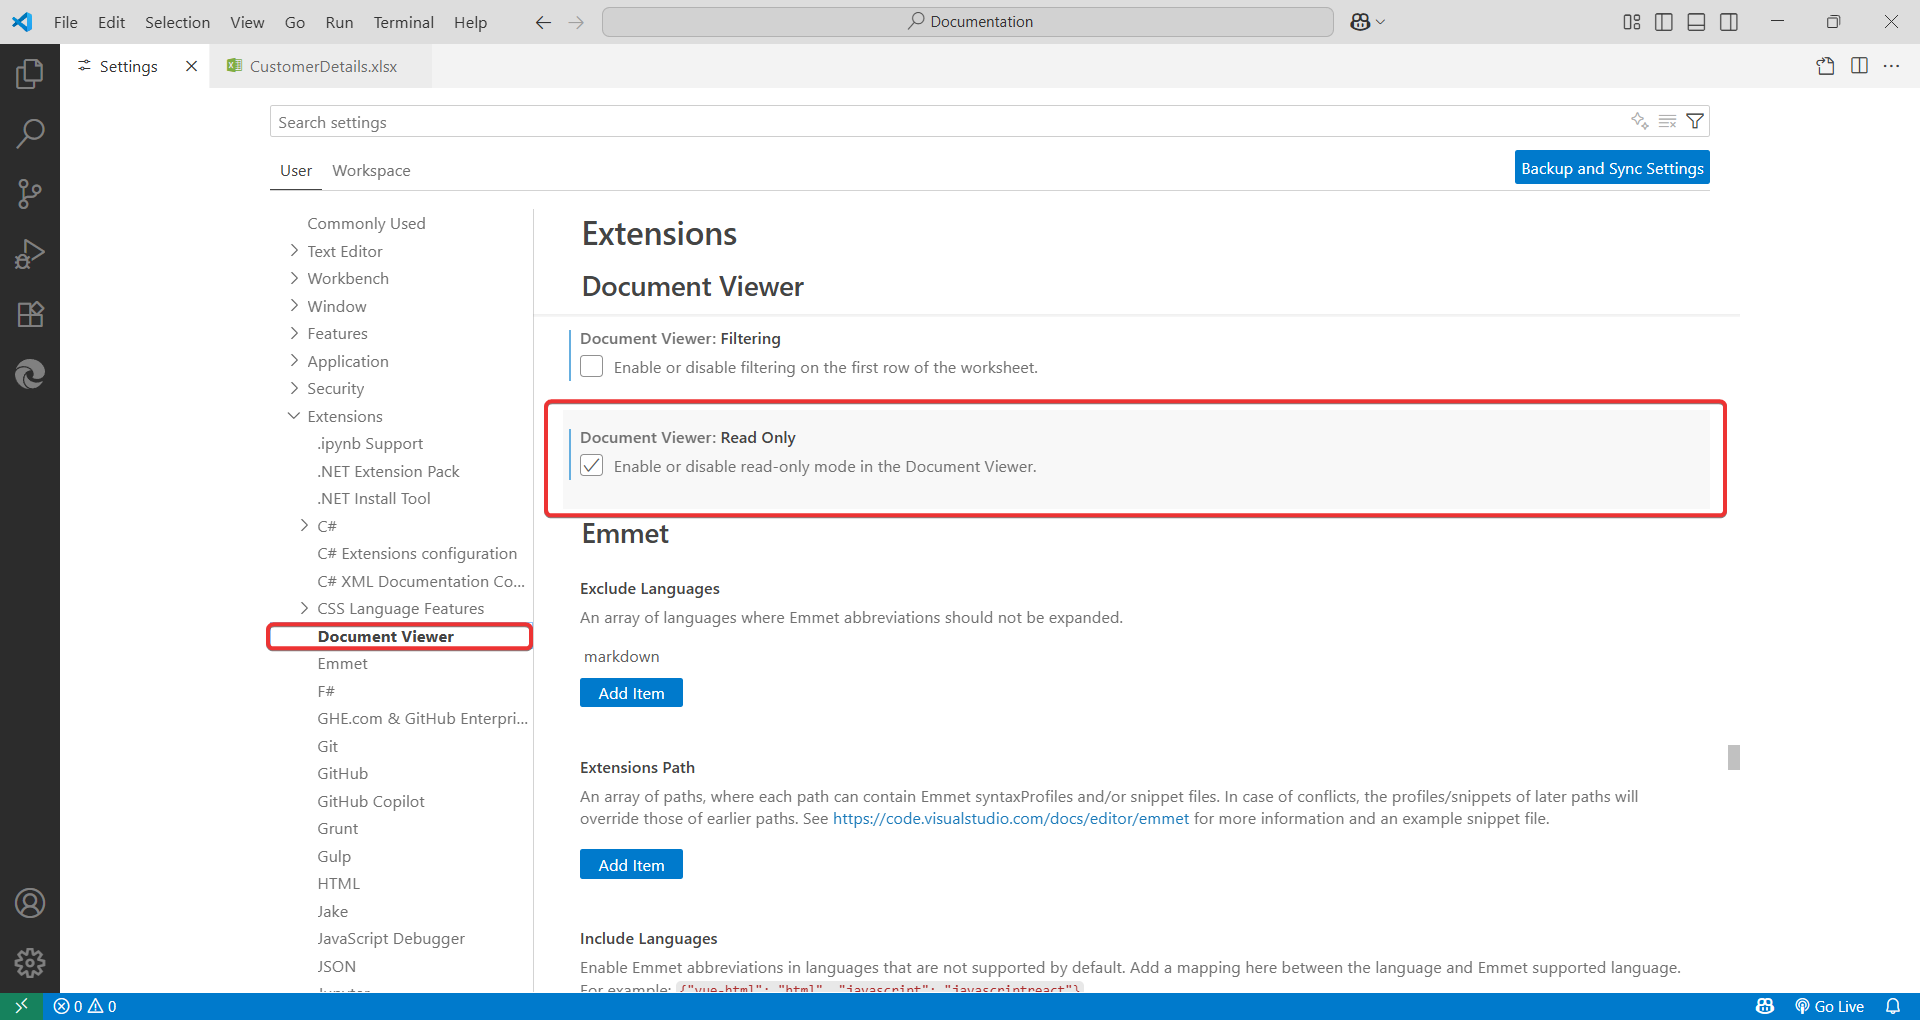 File Edit Selection View Go Run Terminal Help
Documentation
Settings
CustomerDetails.xlsx
Search settings
User
Workspace
Backup and Sync Settings
Commonly Used
Text Editor
Workbench
Window
Features
Application
Security
Extensions
.ipynb Support
.NET Extension Pack
.NET Install Tool
C#
C# Extensions configuration
C# XML Documentation Co...
CSS Language Features
Document Viewer
Emmet
F#
GHE.com & GitHub Enterpri...
Git
GitHub
GitHub Copilot
Grunt
Gulp
HTML
Jake
JavaScript Debugger
JSON
Extensions
Document Viewer
Document Viewer: Filtering
Enable or disable filtering on the first row of the worksheet.
Document Viewer: Read Only
Enable or disable read-only mode in the Document Viewer.
Emmet
Exclude Languages
An array of languages where Emmet abbreviations should not be expanded.
markdown
Add Item
Extensions Path
An array of paths, where each path can contain Emmet syntaxProfiles and/or snippet files. In case of conflicts, the profiles/snippets of later paths will
override those of earlier paths. See https://code.visualstudio.com/docs/editor/emmet for more information and an example snippet file.
Add Item
Include Languages
Enable Emmet abbreviations in languages that are not supported by default. Add a mapping here between the language and Emmet supported language.
For example: {"vue-html": "html", "javascript": "javascriptreact"}
0 0
Go Live